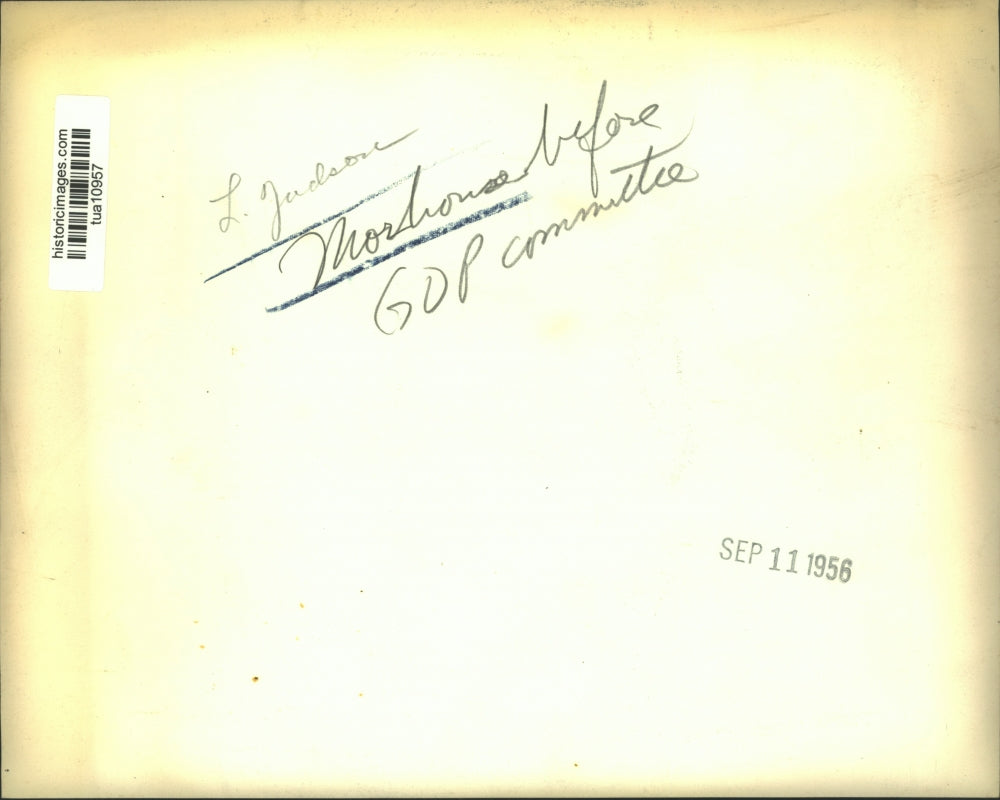 historicimages.com
tua10957
L. Judson
Morhouse before
GOP committee
SEP 11 1956